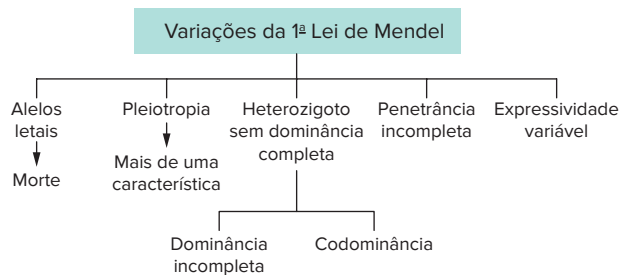 Variações da 1ª Lei de Mendel
Alelos
letais
Morte
Pleiotropia
Mais de uma
característica
Heterozigoto
sem dominância
completa
Dominância
incompleta
Codominância
Penetrância
incompleta
Expressividade
variável